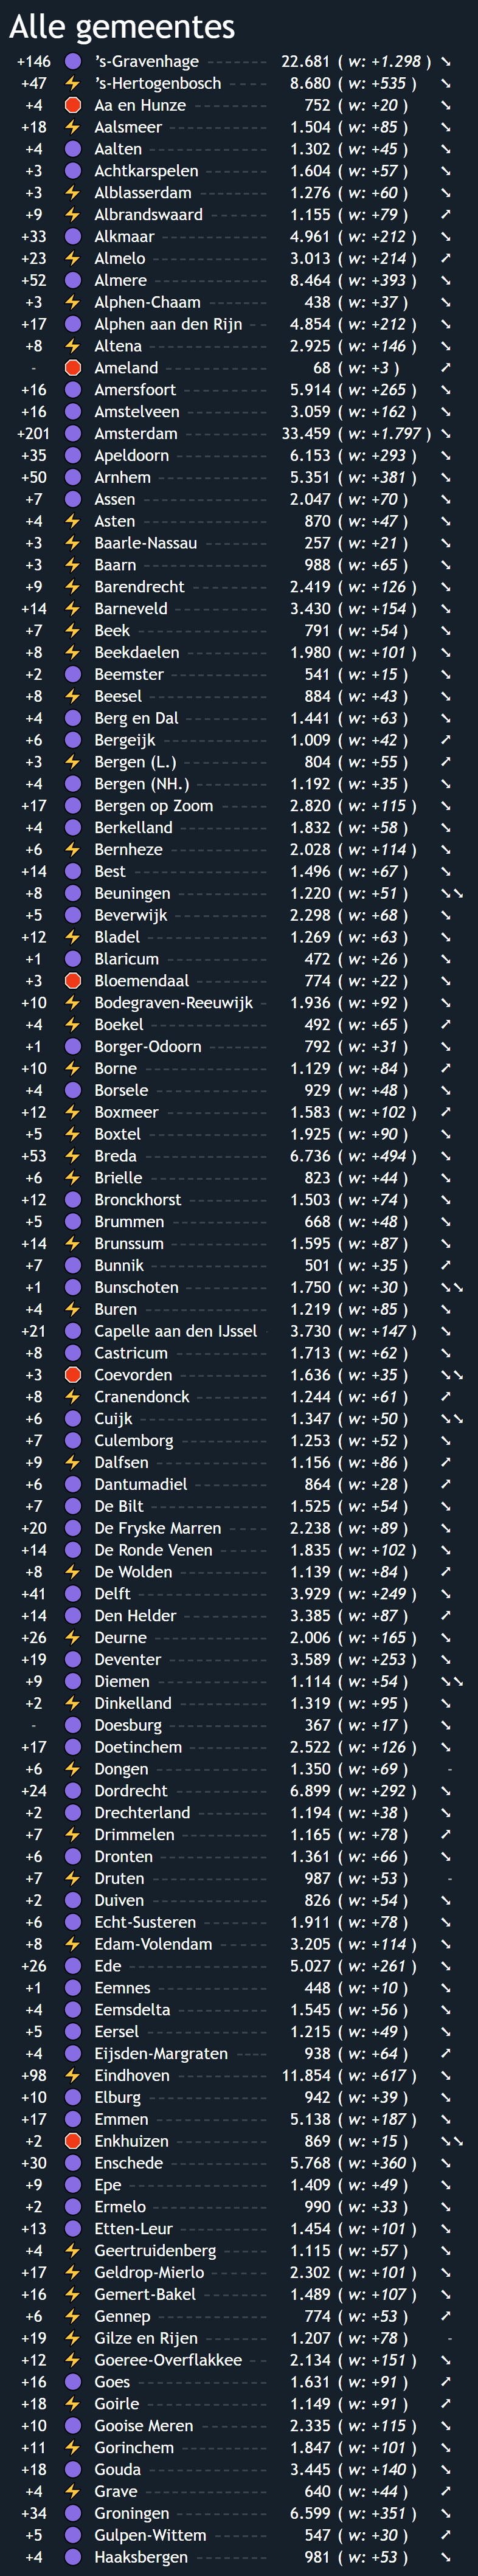 Alle gemeentes
+146 's-Gravenhage 22.681 ( w: +1.298 )
+47 's-Hertogenbosch 8.680 ( w: +535 )
+4 Aa en Hunze 752 ( w: +20 )
+18 Aalsmeer 1.504 ( w: +85 )
+4 Aalten 1.302 ( w: +45 )
+3 Achtkarspelen 1.604 ( w: +57 )
+3 Alblasserdam 1.276 ( w: +60 )
+9 Albrandswaard 1.155 ( w: +79 )
+33 Alkmaar 4.961 ( w: +212 )
+23 Almelo 3.013 ( w: +214 )
+52 Almere 8.464 ( w: +393 )
+3 Alphen-Chaam 438 ( w: +37 )
+17 Alphen aan den Rijn 4.854 ( w: +212 )
+8 Altena 2.925 ( w: +146 )
- Ameland 68 ( w: +3 )
+16 Amersfoort 5.914 ( w: +265 )
+16 Amstelveen 3.059 ( w: +162 )
+201 Amsterdam 33.459 ( w: +1.797 )
+35 Apeldoorn 6.153 ( w: +293 )
+50 Arnhem 5.351 ( w: +381 )
+7 Assen 2.047 ( w: +70 )
+4 Asten 870 ( w: +47 )
+3 Baarle-Nassau 257 ( w: +21 )
+3 Baarn 988 ( w: +65 )
+9 Barendrecht 2.419 ( w: +126 )
+14 Barneveld 3.430 ( w: +154 )
+7 Beek 791 ( w: +54 )
+8 Beekdaelen 1.980 ( w: +101 )
+2 Beemster 541 ( w: +15 )
+8 Beesel 884 ( w: +43 )
+4 Berg en Dal 1.441 ( w: +63 )
+6 Bergeijk 1.009 ( w: +42 )
+3 Bergen (L.) 804 ( w: +55 )
+4 Bergen (NH.) 1.192 ( w: +35 )
+17 Bergen op Zoom 2.820 ( w: +115 )
+4 Berkelland 1.832 ( w: +58 )
+6 Bernheze 2.028 ( w: +114 )
+14 Best 1.496 ( w: +67 )
+8 Beuningen 1.220 ( w: +51 )
+5 Beverwijk 2.298 ( w: +68 )
+12 Bladel 1.269 ( w: +63 )
+1 Blaricum 472 ( w: +26 )
+3 Bloemendaal 774 ( w: +22 )
+10 Bodegraven-Reeuwijk 1.936 ( w: +92 )
+4 Boekel 492 ( w: +65 )
+1 Borger-Odoorn 792 ( w: +31 )
+10 Borne 1.129 ( w: +84 )
+4 Borsele 929 ( w: +48 )
+12 Boxmeer 1.583 ( w: +102 )
+5 Boxtel 1.925 ( w: +90 )
+53 Breda 6.736 ( w: +494 )
+6 Brielle 823 ( w: +44 )
+12 Bronckhorst 1.503 ( w: +74 )
+5 Brummen 668 ( w: +48 )
+14 Brunssum 1.595 ( w: +87 )
+7 Bunnik 501 ( w: +35 )
+1 Bunschoten 1.750 ( w: +30 )
+4 Buren 1.219 ( w: +85 )
+21 Capelle aan den IJssel 3.730 ( w: +147 )
+8 Castricum 1.713 ( w: +62 )
+3 Coevorden 1.636 ( w: +35 )
+8 Cranendonck 1.244 ( w: +61 )
+6 Cuijk 1.347 ( w: +50 )
+7 Culemborg 1.253 ( w: +52 )
+9 Dalfsen 1.156 ( w: +86 )
+6 Dantumadiel 864 ( w: +28 )
+7 De Bilt 1.525 ( w: +54 )
+20 De Fryske Marren 2.238 ( w: +89 )
+14 De Ronde Venen 1.835 ( w: +102 )
+8 De Wolden 1.139 ( w: +84 )
+41 Delft 3.929 ( w: +249 )
+14 Den Helder 3.385 ( w: +87 )
+26 Deurne 2.006 ( w: +165 )
+19 Deventer 3.589 ( w: +253 )
+9 Diemen 1.114 ( w: +54 )
+2 Dinkelland 1.319 ( w: +95 )
- Doesburg 367 ( w: +17 )
+17 Doetinchem 2.522 ( w: +126 )
+6 Dongen 1.350 ( w: +69 ) -
+24 Dordrecht 6.899 ( w: +292 )
+2 Drechterland 1.194 ( w: +38 )
+7 Drimmelen 1.165 ( w: +78 )
+6 Dronten 1.361 ( w: +66 )
+7 Druten 987 ( w: +53 ) -
+2 Duiven 826 ( w: +54 )
+6 Echt-Susteren 1.911 ( w: +78 )
+8 Edam-Volendam 3.205 ( w: +114 )
+26 Ede 5.027 ( w: +261 )
+1 Eemnes 448 ( w: +10 )
+4 Eemsdelta 1.545 ( w: +56 )
+5 Eersel 1.215 ( w: +49 )
+4 Eijsden-Margraten 938 ( w: +64 )
+98 Eindhoven 11.854 ( w: +617 )
+10 Elburg 942 ( w: +39 )
+17 Emmen 5.138 ( w: +187 )
+2 Enkhuizen 869 ( w: +15 )
+30 Enschede 5.768 ( w: +360 )
+9 Epe 1.409 ( w: +49 )
+2 Ermelo 990 ( w: +33 )
+13 Etten-Leur 1.454 ( w: +101 )
+4 Geertruidenberg 1.115 ( w: +57 )
+17 Geldrop-Mierlo 2.302 ( w: +101 )
+16 Gemert-Bakel 1.489 ( w: +107 )
+6 Gennep 774 ( w: +53 )
+19 Gilze en Rijen 1.207 ( w: +78 ) -
+12 Goeree-Overflakkee 2.134 ( w: +151 )
+16 Goes 1.631 ( w: +91 )
+18 Goirle 1.149 ( w: +91 )
+10 Gooise Meren 2.335 ( w: +115 )
+11 Gorinchem 1.847 ( w: +101 )
+18 Gouda 3.445 ( w: +140 )
+4 Grave 640 ( w: +44 )
+34 Groningen 6.599 ( w: +351 )
+5 Gulpen-Wittem 547 ( w: +30 )
+4 Haaksbergen 981 ( w: +53 )